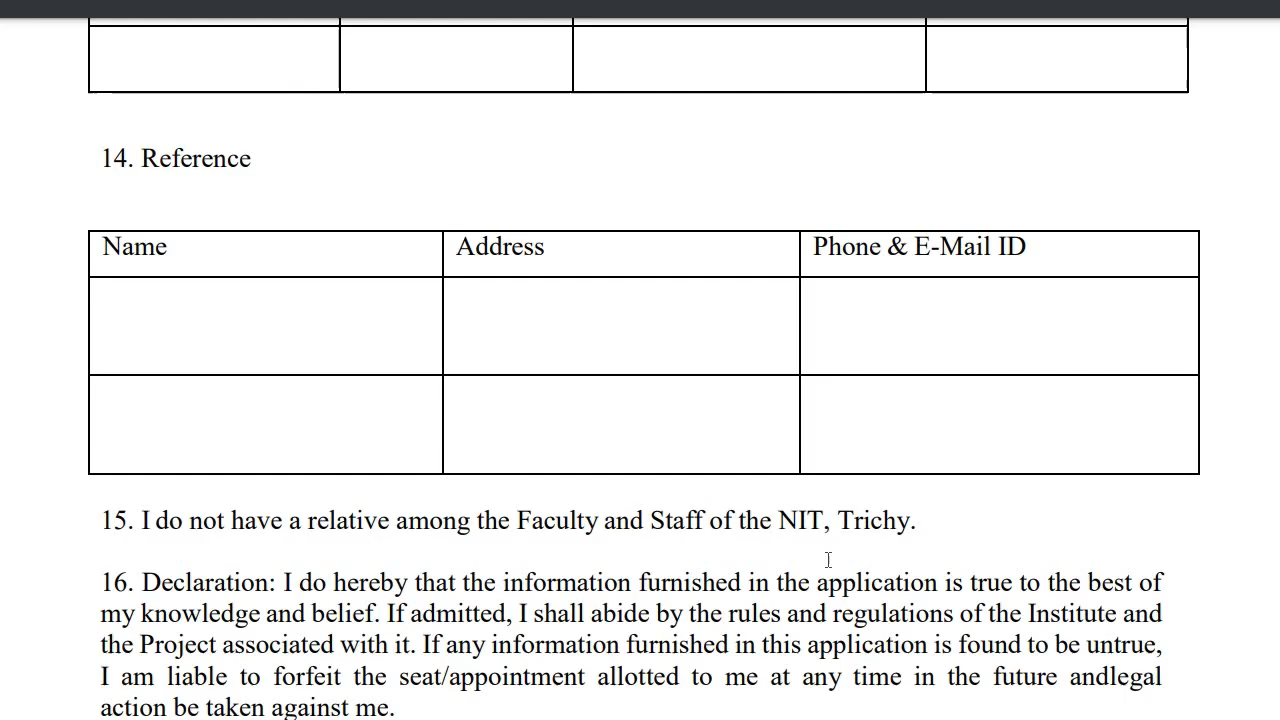 14. Reference
Name Address Phone & E-Mail ID
15. I do not have a relative among the Faculty and Staff of the NIT, Trichy.
16. Declaration: I do hereby that the information furnished in the application is true to the best of
my knowledge and belief. If admitted, I shall abide by the rules and regulations of the Institute and
the Project associated with it. If any information furnished in this application is found to be untrue,
I am liable to forfeit the seat/appointment allotted to me at any time in the future andlegal
action be taken against me.